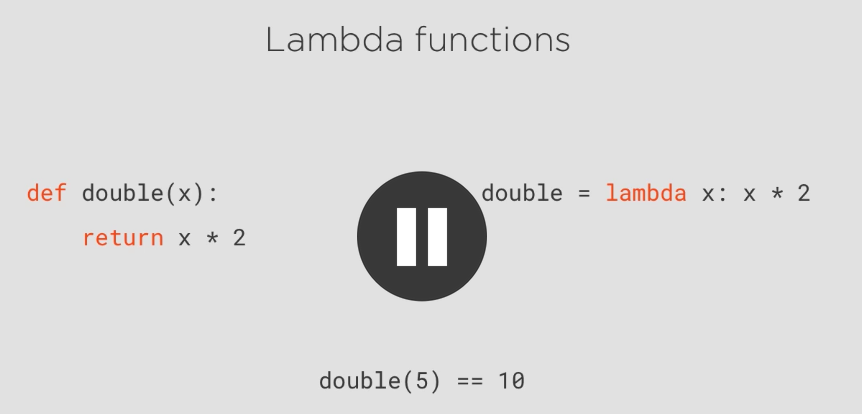 Lambda functions
def double(x):
    return x * 2
double = lambda x: x * 2
double(5) == 10